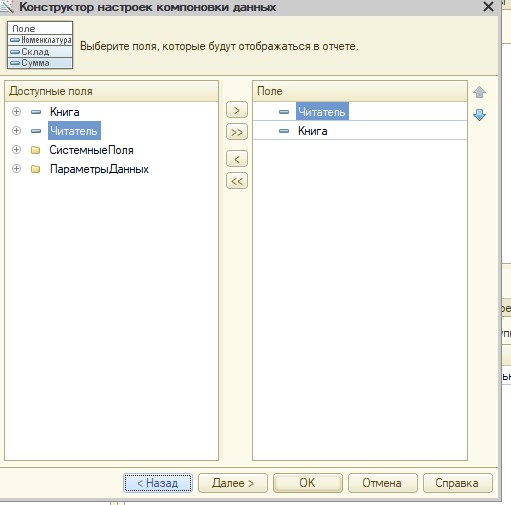 Конструктор настроек компоновки данных
Поле
Номенклатура
Склад
Сумма
Выберите поля, которые будут отображаться в отчете.
Доступные поля
Книга
Читатель
СистемныеПоля
ПараметрыДанных
>
>>
<
<<
Поле
Читатель
Книга
< Назад
Далее >
OK
Отмена
Справка